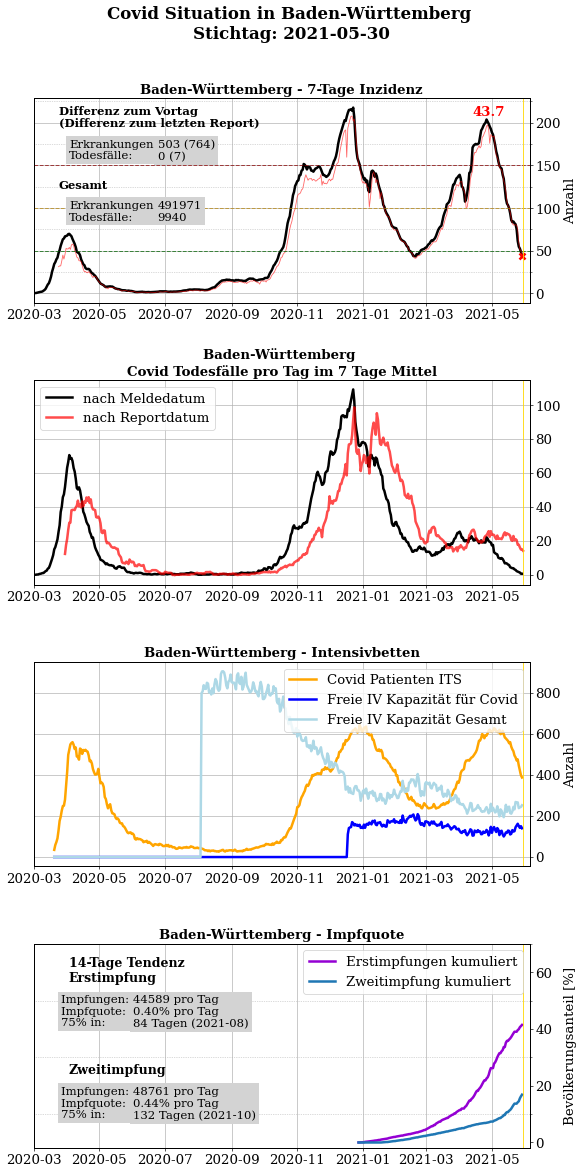 Covid Situation in Baden-Württemberg
Stichtag: 2021-05-30
Baden-Württemberg - 7-Tage Inzidenz
Differenz zum Vortag
(Differenz zum letzten Report)
Erkrankungen 503 (764)
Todesfälle: 0 (7)
Gesamt
Erkrankungen 491971
Todesfälle: 9940
43.7
200
150
100
50
0
Anzahl
2020-03 2020-05 2020-07 2020-09 2020-11 2021-01 2021-03 2021-05
Baden-Württemberg
Covid Todesfälle pro Tag im 7 Tage Mittel
nach Meldedatum
nach Reportdatum
100
80
60
40
20
0
2020-03 2020-05 2020-07 2020-09 2020-11 2021-01 2021-03 2021-05
Baden-Württemberg - Intensivbetten
Covid Patienten ITS
Freie IV Kapazität für Covid
Freie IV Kapazität Gesamt
800
600
400
200
0
Anzahl
2020-03 2020-05 2020-07 2020-09 2020-11 2021-01 2021-03 2021-05
Baden-Württemberg - Impfquote
14-Tage Tendenz
Erstimpfung
Impfungen: 44589 pro Tag
Impfquote: 0.40% pro Tag
75% in: 84 Tagen (2021-08)
Zweitimpfung
Impfungen: 48761 pro Tag
Impfquote: 0.44% pro Tag
75% in: 132 Tagen (2021-10)
Erstimpfungen kumuliert
Zweitimpfung kumuliert
60
40
20
0
Bevölkerungsanteil [%]
2020-03 2020-05 2020-07 2020-09 2020-11 2021-01 2021-03 2021-05